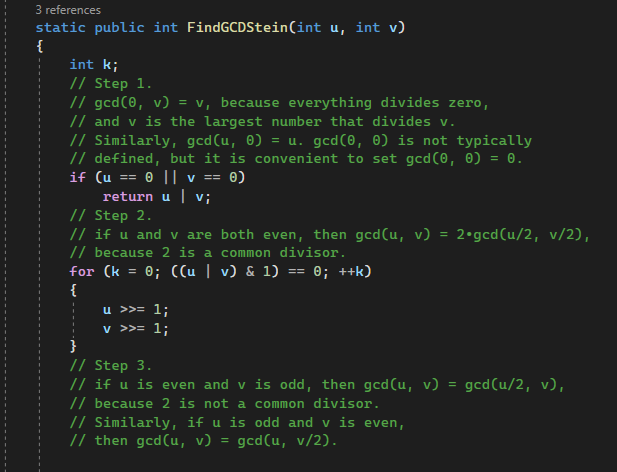 3 references
static public int FindGCDStein(int u, int v)
{
int k;
// Step 1.
// gcd(0, v) = v, because everything divides zero,
// and v is the largest number that divides v.
// Similarly, gcd(u, 0) = u. gcd(0, 0) is not typically
// defined, but it is convenient to set gcd(0, 0) = 0.
if (u == 0 || v == 0)
return u | v;
// Step 2.
// if u and v are both even, then gcd(u, v) = 2•gcd(u/2, v/2),
// because 2 is a common divisor.
for (k = 0; ((u | v) & 1) == 0; ++k)
{
u >>= 1;
v >>= 1;
}
// Step 3.
// if u is even and v is odd, then gcd(u, v) = gcd(u/2, v),
// because 2 is not a common divisor.
// Similarly, if u is odd and v is even,
// then gcd(u, v) = gcd(u, v/2).